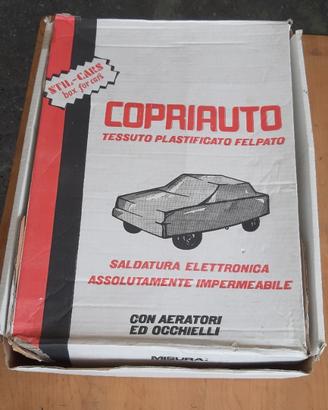 STIL-CARS
box for cars
COPRIAUTO
TESSUTO PLASTIFICATO FELPATO
SALDATURA ELETTRONICA
ASSOLUTAMENTE IMPERMEABILE
CON AERATORI
ED OCCHIELLI
MISURA: